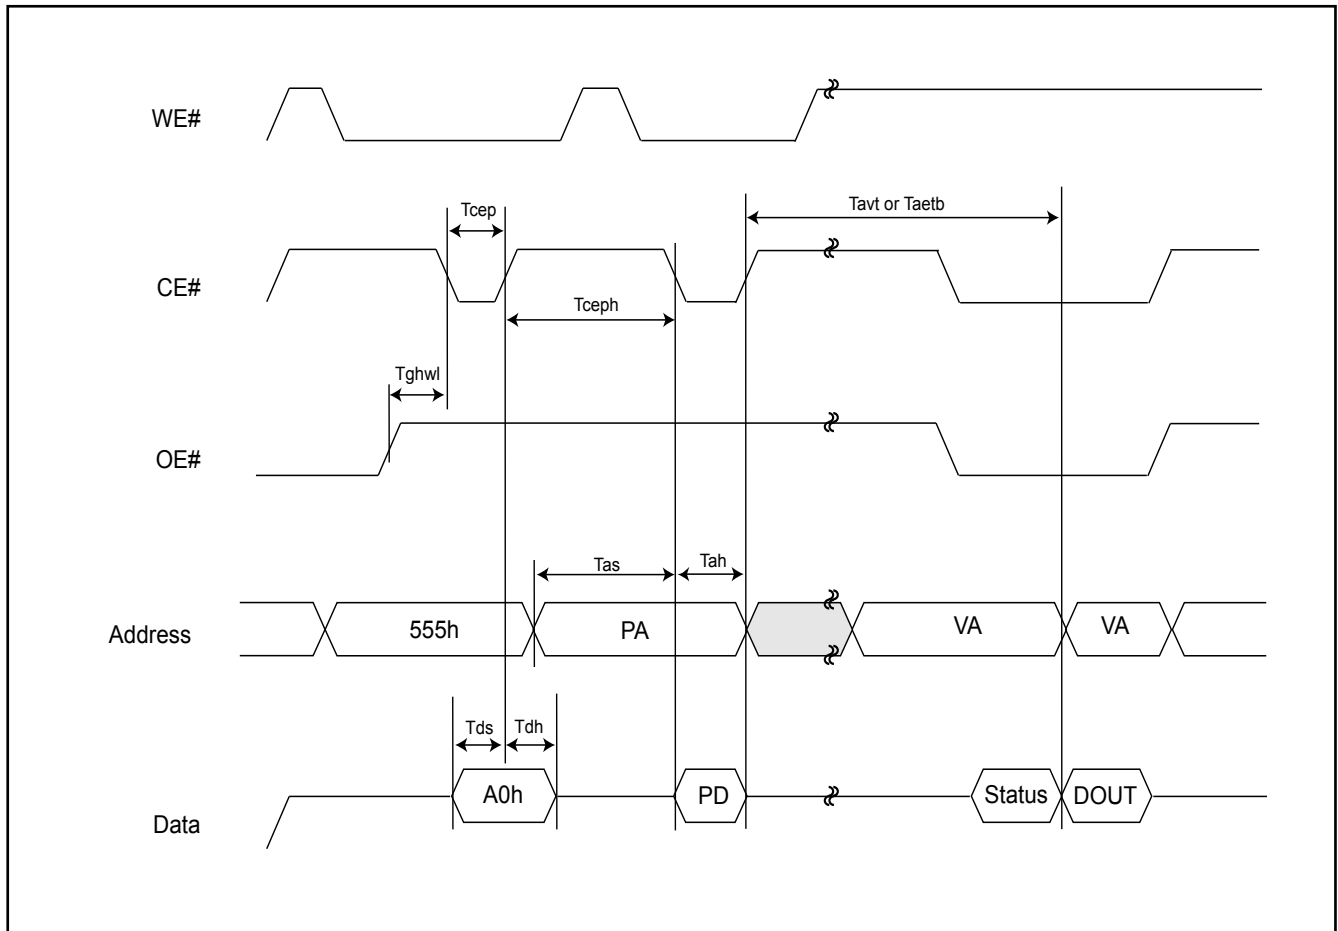 WE#
Tcep
Tavt or Taetb
CE#
Tceph
Tghwl
OE#
Tas
Tah
Address
555h
PA
VA
VA
Tds
Tdh
Data
A0h
PD
Status
DOUT